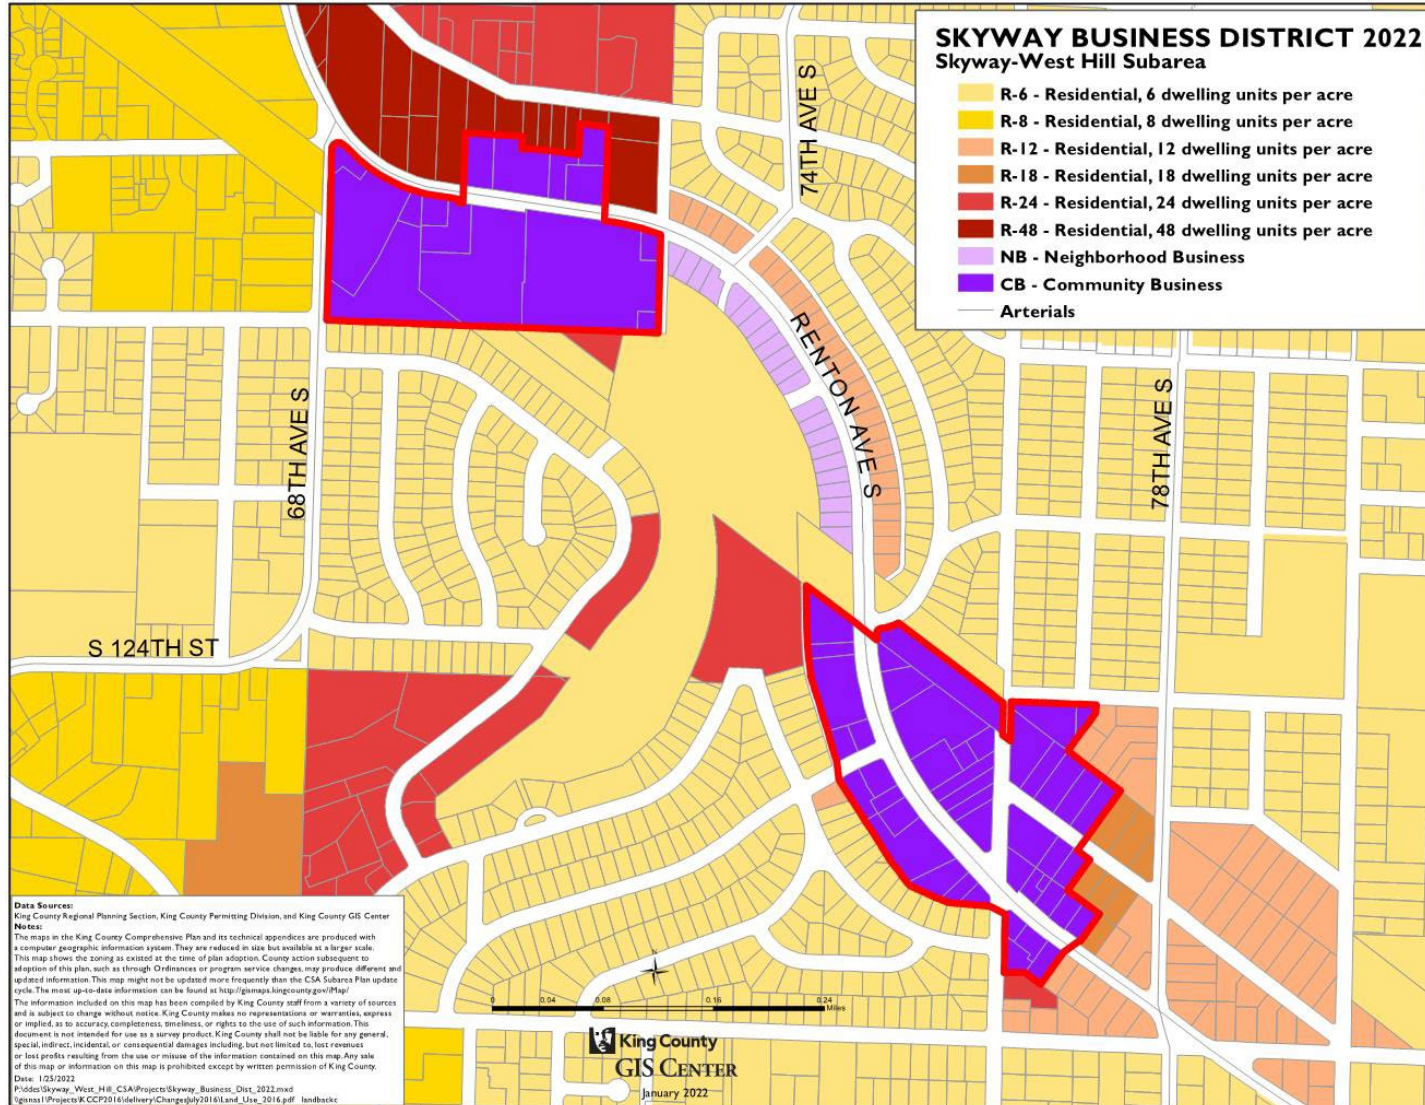 SKYWAY BUSINESS DISTRICT 2022
Skyway-West Hill Subarea
R-6 - Residential, 6 dwelling units per acre
R-8 - Residential, 8 dwelling units per acre
R-12 - Residential, 12 dwelling units per acre
R-18 - Residential, 18 dwelling units per acre
R-24 - Residential, 24 dwelling units per acre
R-48 - Residential, 48 dwelling units per acre
NB - Neighborhood Business
CB - Community Business
Arterials
74TH AVE S
RENTON AVE S
68TH AVE S
78TH AVE S
S 124TH ST
Data Sources:
King County Regional Planning Section, King County Permitting Division, and King County GIS Center
Notes:
The maps in the King County Comprehensive Plan and its technical appendices are produced with
a computer geographic information system. They are reduced in size but available at a larger scale.
This map shows the zoning as existed at the time of plan adoption. County action subsequent to
adoption of this plan, such as through Ordinances or program service changes, may produce different and
updated information. This map might not be updated more frequently than the CSA Subarea Plan update
cycle. The most up-to-date information can be found at http://gismaps.kingcounty.gov/iMap/
The information included on this map has been compiled by King County staff from a variety of sources
and is subject to change without notice. King County makes no representations or warranties, express
or implied, as to accuracy, completeness, timeliness, or rights to the use of such information. This
document is not intended for use as a survey product. King County shall not be liable for any general,
special, indirect, incidental, or consequential damages including, but not limited to, lost revenues
or lost profits resulting from the use or misuse of the information contained on this map. Any sale
of this map or information on this map is prohibited except by written permission of King County.
Date: 1/25/2022
P:\ddes\Skyway_West_Hill_CSA\Projects\Skyway_Business_Dist_2022.mxd
\\gisnas1\Projects\KCCP2016\delivery\ChangesJuly2016\Land_Use_2016.pdf landbackc
0 0.04 0.08 0.16 0.24
Miles
King County
GIS CENTER
January 2022